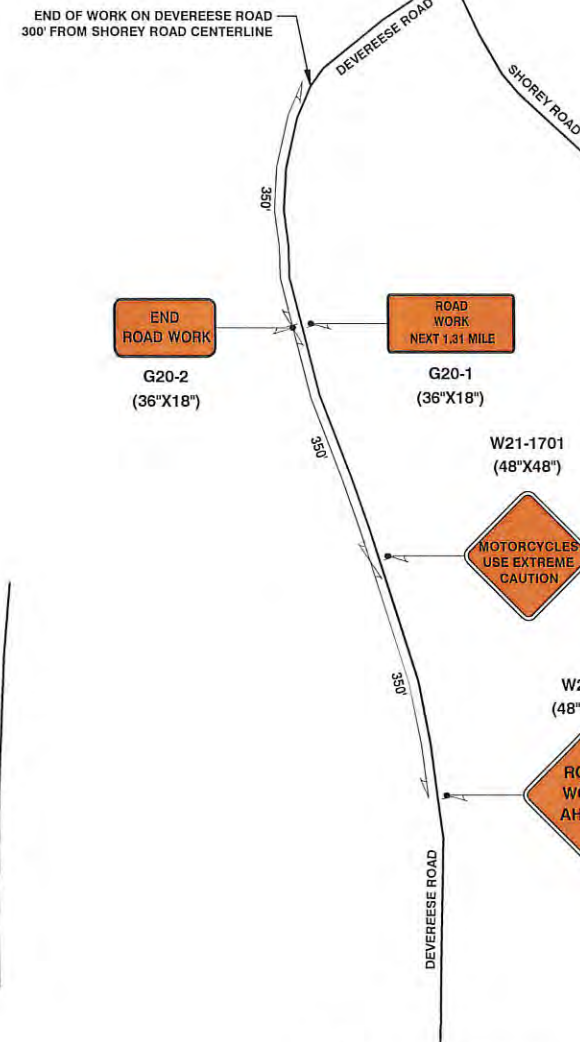 END OF WORK ON DEVEREESE ROAD
300' FROM SHOREY ROAD CENTERLINE
DEVEREESE ROAD
SHOREY ROAD
350'
END
ROAD WORK
G20-2
(36"X18")
ROAD
WORK
NEXT 1.31 MILE
G20-1
(36"X18")
350'
W21-1701
(48"X48")
MOTORCYCLES
USE EXTREME
CAUTION
350'
DEVEREESE ROAD